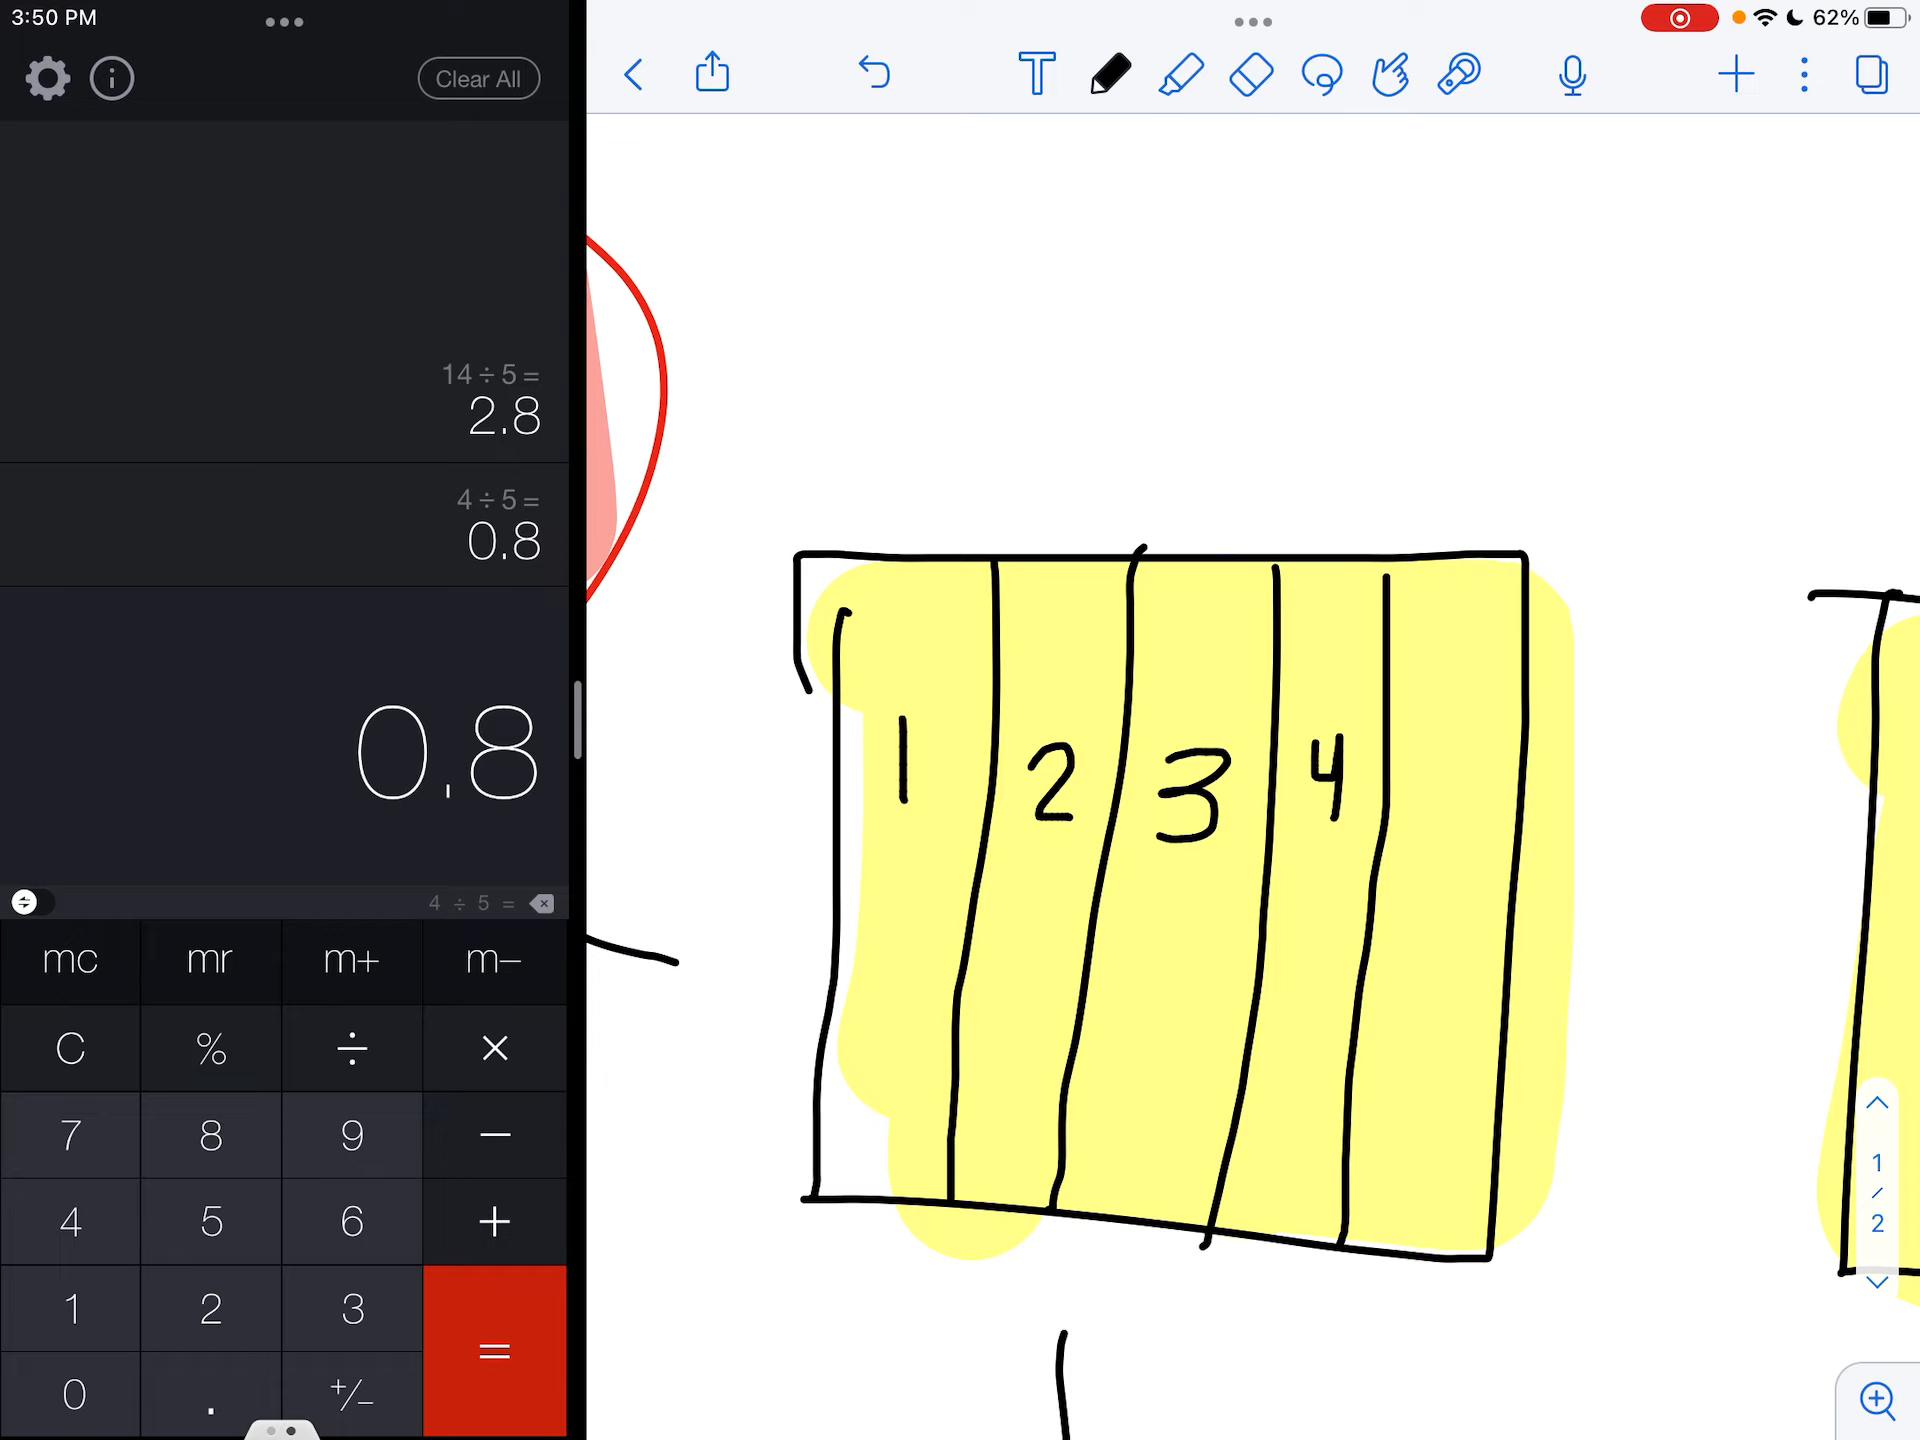 3:50 PM
62%
Clear All
14 ÷ 5 =
2.8
4 ÷ 5 =
0.8
0.8
4 ÷ 5 =
mc mr m+ m−
C % ÷ ×
7 8 9 −
4 5 6 +
1 2 3 =
0 . +/−
T
1 2 3 4
1
/
2